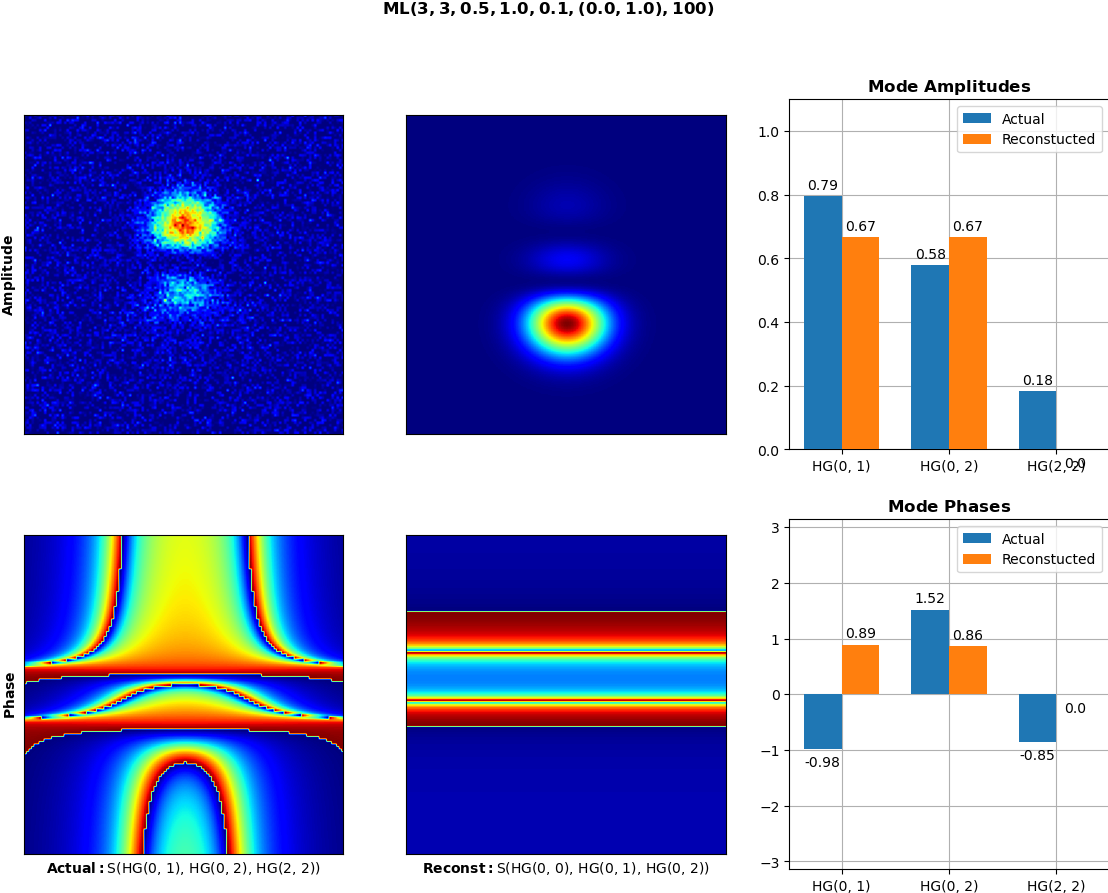 ML(3, 3, 0.5, 1.0, 0.1, (0.0, 1.0), 100)
Amplitude
Mode Amplitudes
Actual
Reconstucted
1.0
0.8
0.6
0.4
0.2
0.0
0.79
0.67
0.58
0.67
0.18
0.0
HG(0, 1)
HG(0, 2)
HG(2, 2)
Phase
Actual: S(HG(0, 1), HG(0, 2), HG(2, 2))
Reconst: S(HG(0, 0), HG(0, 1), HG(0, 2))
Mode Phases
Actual
Reconstucted
3
2
1
0
−1
−2
−3
-0.98
0.89
1.52
0.86
-0.85
0.0
HG(0, 1)
HG(0, 2)
HG(2, 2)